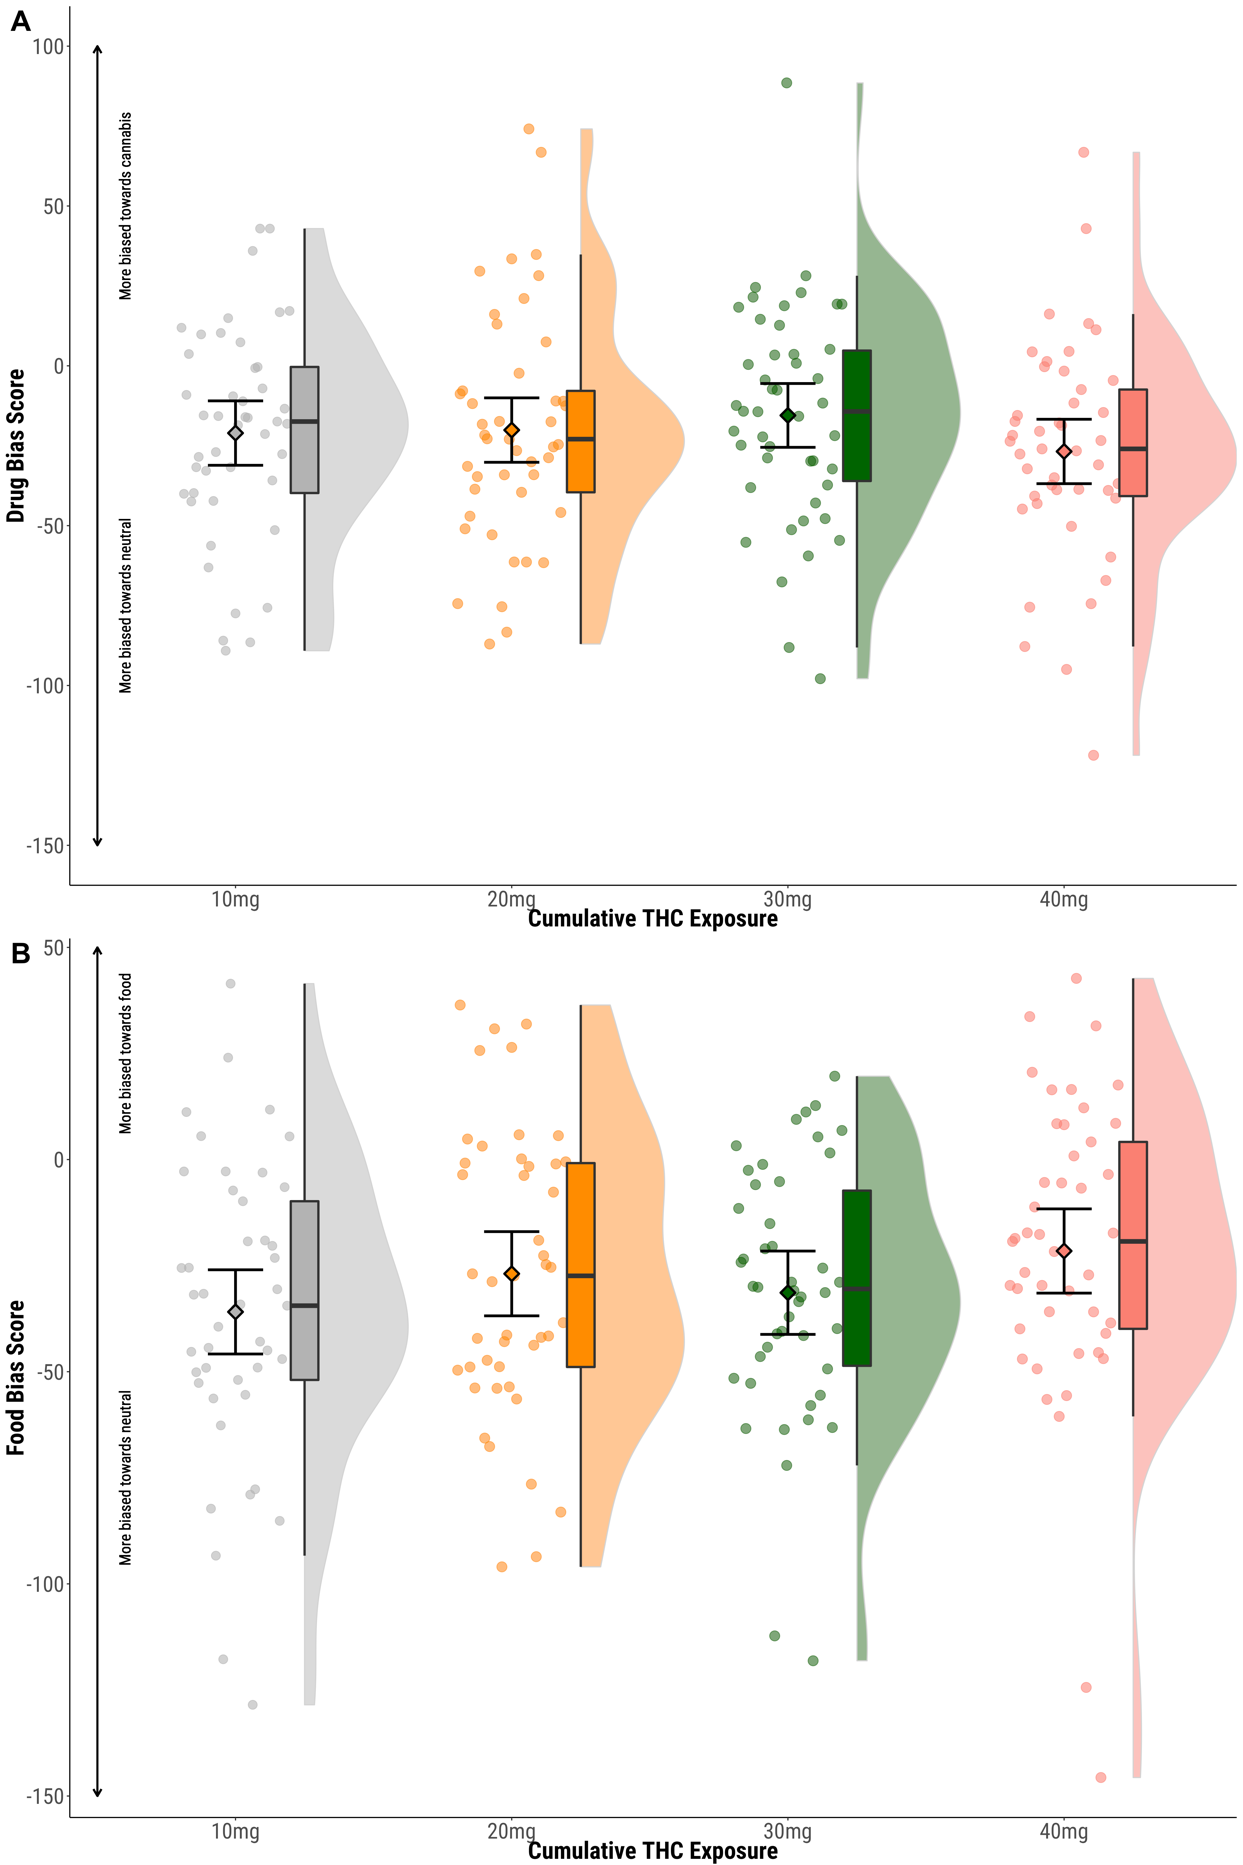 A
100
50
0
-50
-100
-150
Drug Bias Score
More biased towards cannabis
More biased towards neutral
10mg
20mg
30mg
40mg
Cumulative THC Exposure
B
50
0
-50
-100
-150
Food Bias Score
More biased towards food
More biased towards neutral
10mg
20mg
30mg
40mg
Cumulative THC Exposure